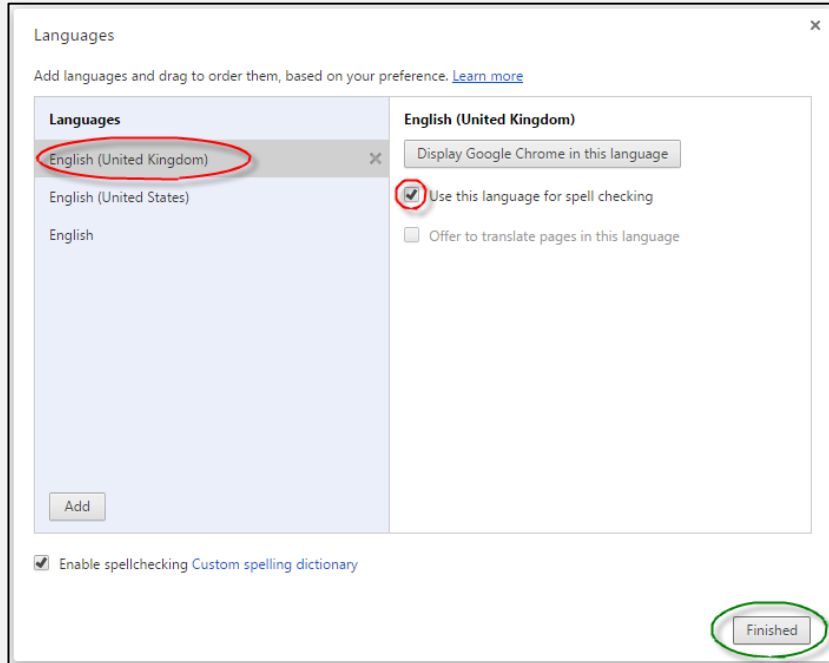 Languages
Add languages and drag to order them, based on your preference. Learn more
Languages
English (United Kingdom)
English (United States)
English
Add
English (United Kingdom)
Display Google Chrome in this language
Use this language for spell checking
Offer to translate pages in this language
Enable spellchecking Custom spelling dictionary
Finished